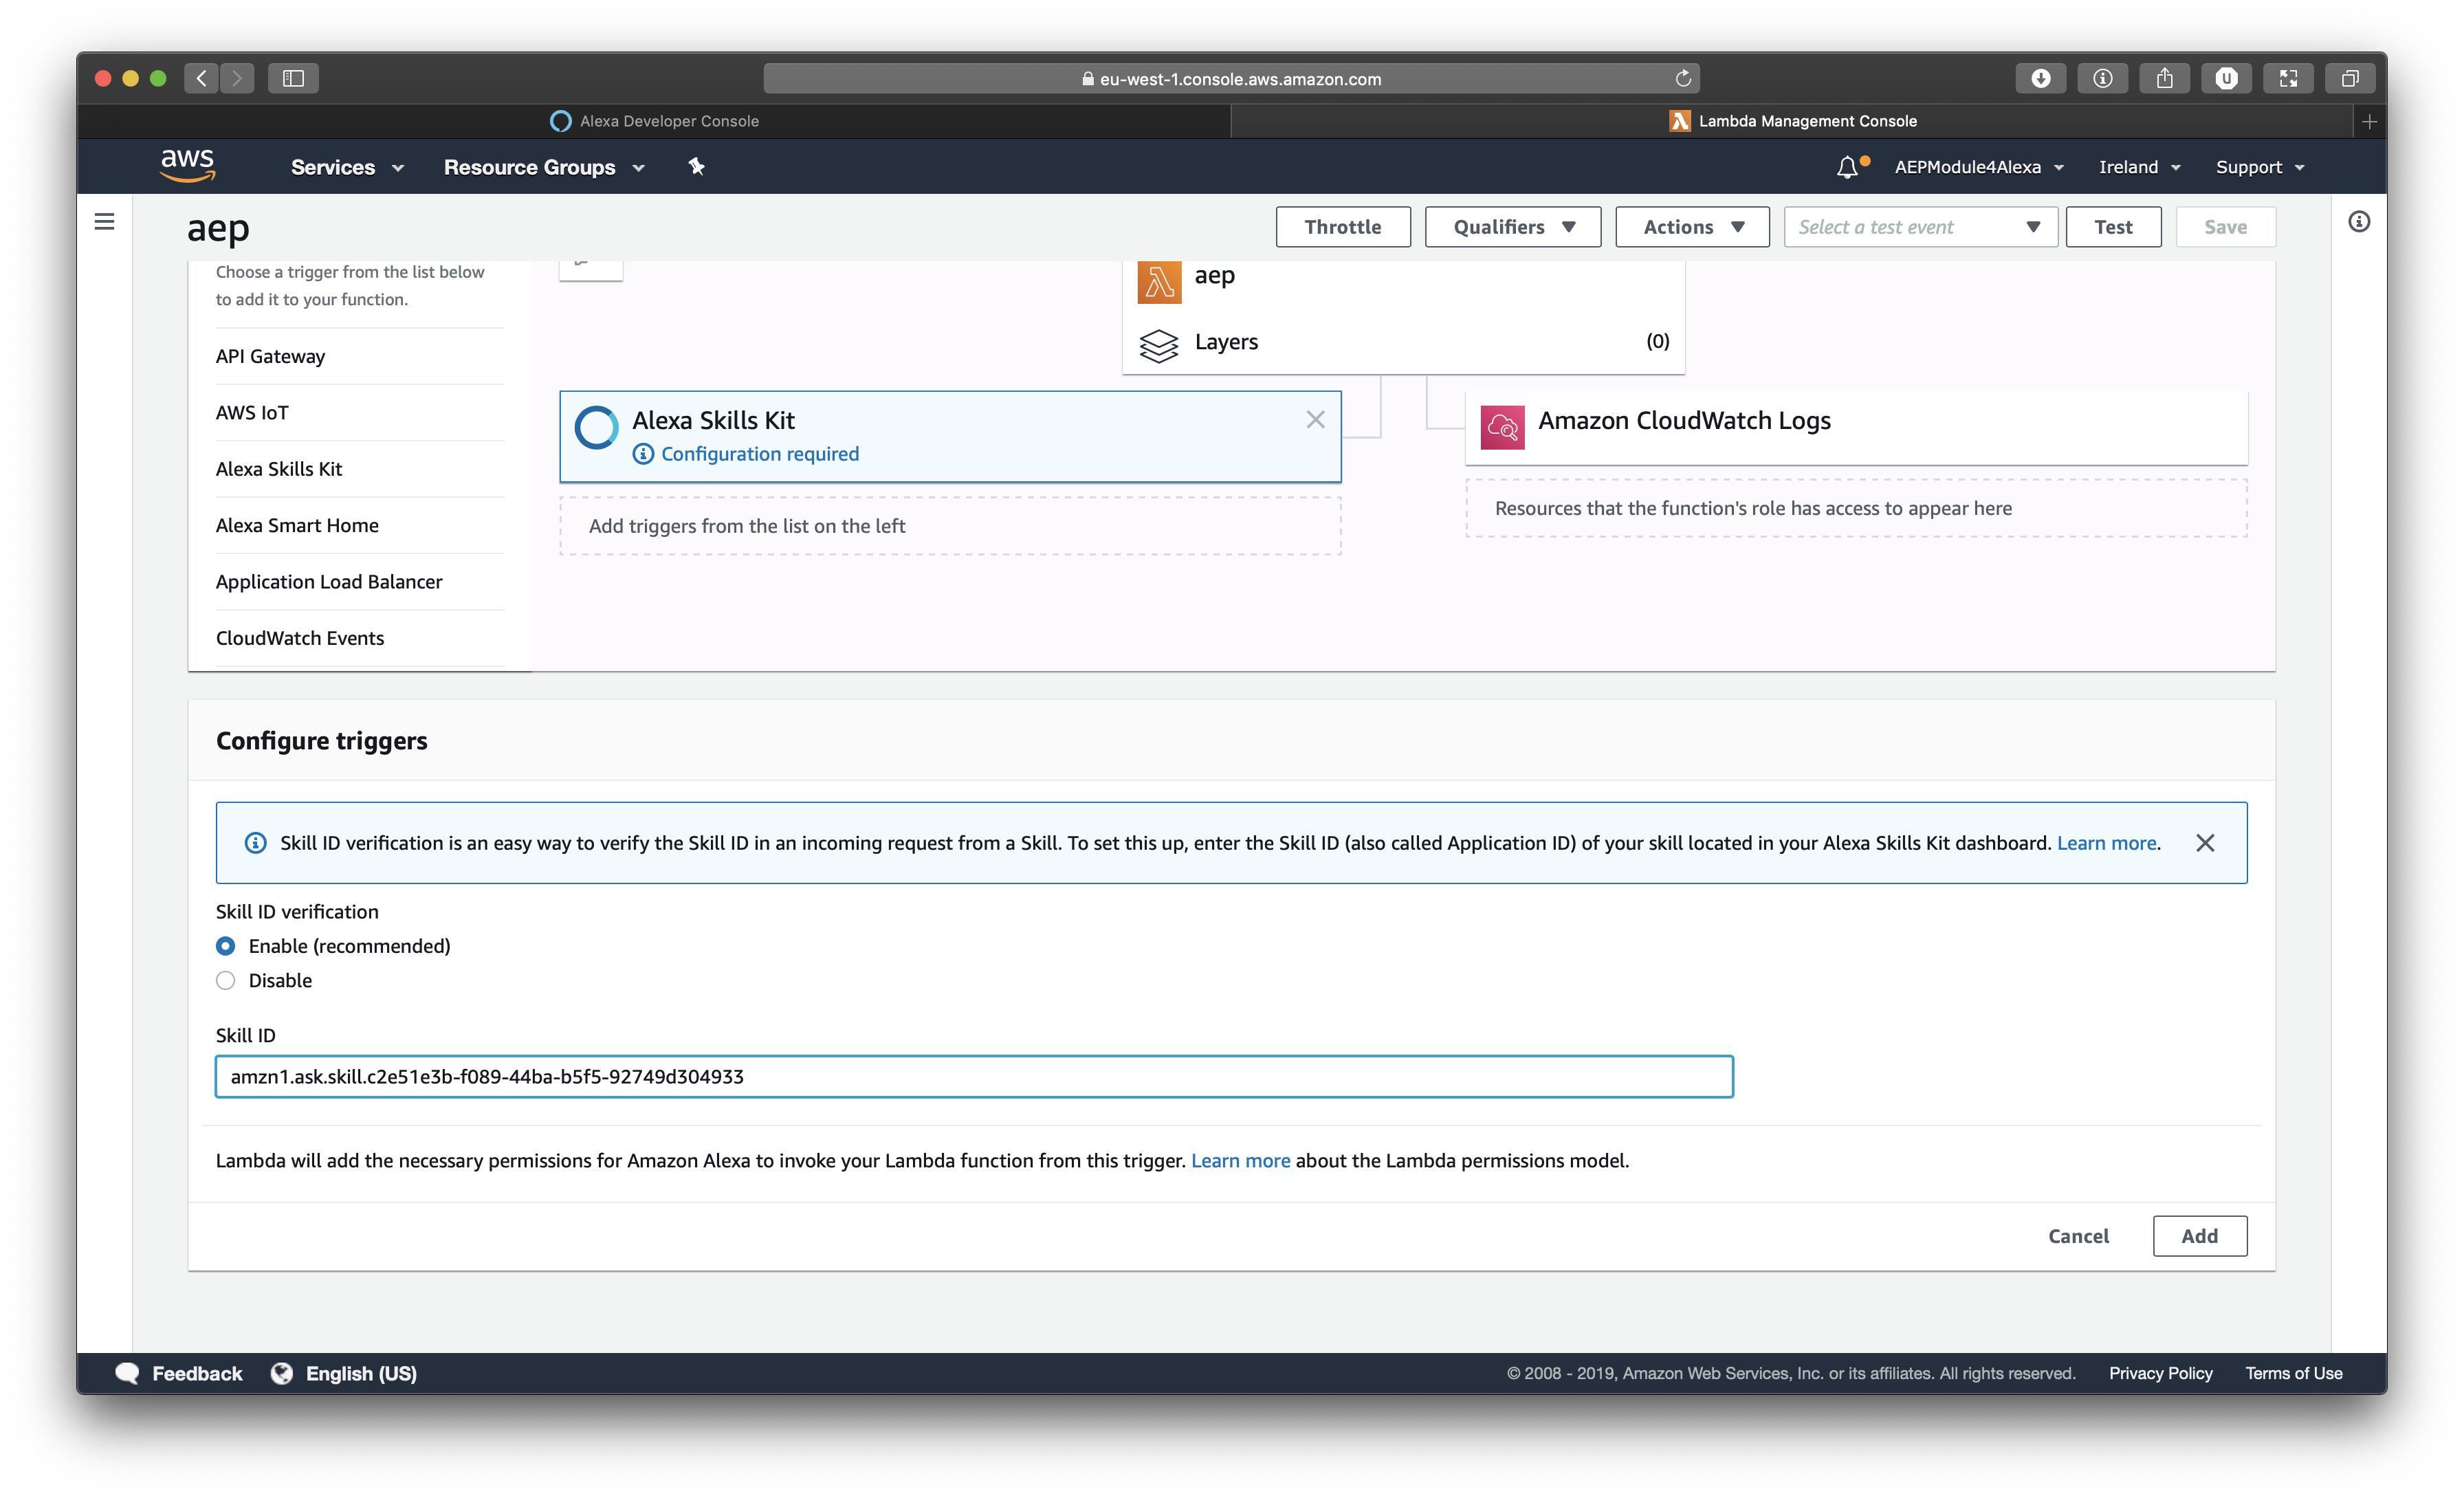 eu-west-1.console.aws.amazon.com
Alexa Developer Console
Lambda Management Console
aws
Services
Resource Groups
AEPModule4Alexa
Ireland
Support
aep
Throttle
Qualifiers
Actions
Select a test event
Test
Save
Choose a trigger from the list below
to add it to your function.
API Gateway
AWS IoT
Alexa Skills Kit
Alexa Smart Home
Application Load Balancer
CloudWatch Events
aep
Layers
(0)
Alexa Skills Kit
Configuration required
Add triggers from the list on the left
Amazon CloudWatch Logs
Resources that the function's role has access to appear here
Configure triggers
Skill ID verification is an easy way to verify the Skill ID in an incoming request from a Skill. To set this up, enter the Skill ID (also called Application ID) of your skill located in your Alexa Skills Kit dashboard. Learn more.
Skill ID verification
Enable (recommended)
Disable
Skill ID
amzn1.ask.skill.c2e51e3b-f089-44ba-b5f5-92749d304933
Lambda will add the necessary permissions for Amazon Alexa to invoke your Lambda function from this trigger. Learn more about the Lambda permissions model.
Cancel
Add
Feedback
English (US)
© 2008 - 2019, Amazon Web Services, Inc. or its affiliates. All rights reserved.
Privacy Policy
Terms of Use